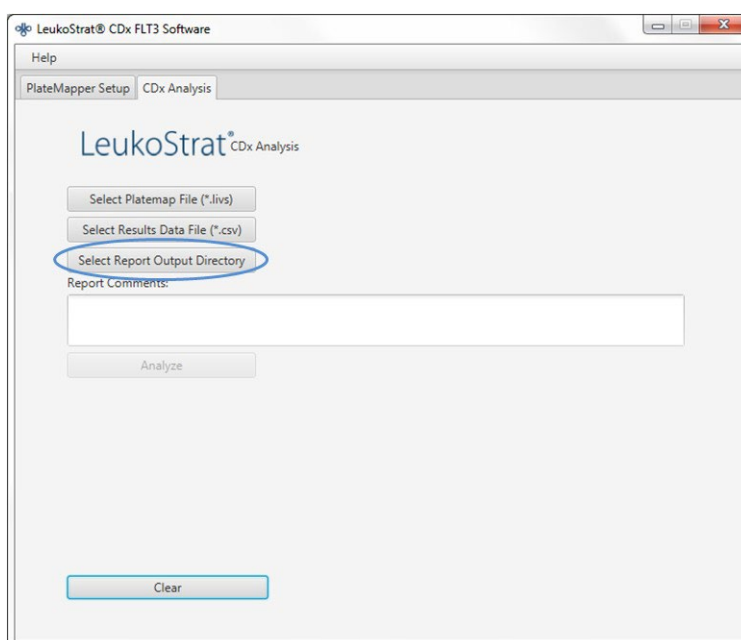 LeukoStrat® CDx FLT3 Software
Help
PlateMapper Setup CDx Analysis
LeukoStrat® CDx Analysis
Select Platemap File (*.livs)
Select Results Data File (*.csv)
Select Report Output Directory
Report Comments:
Analyze
Clear